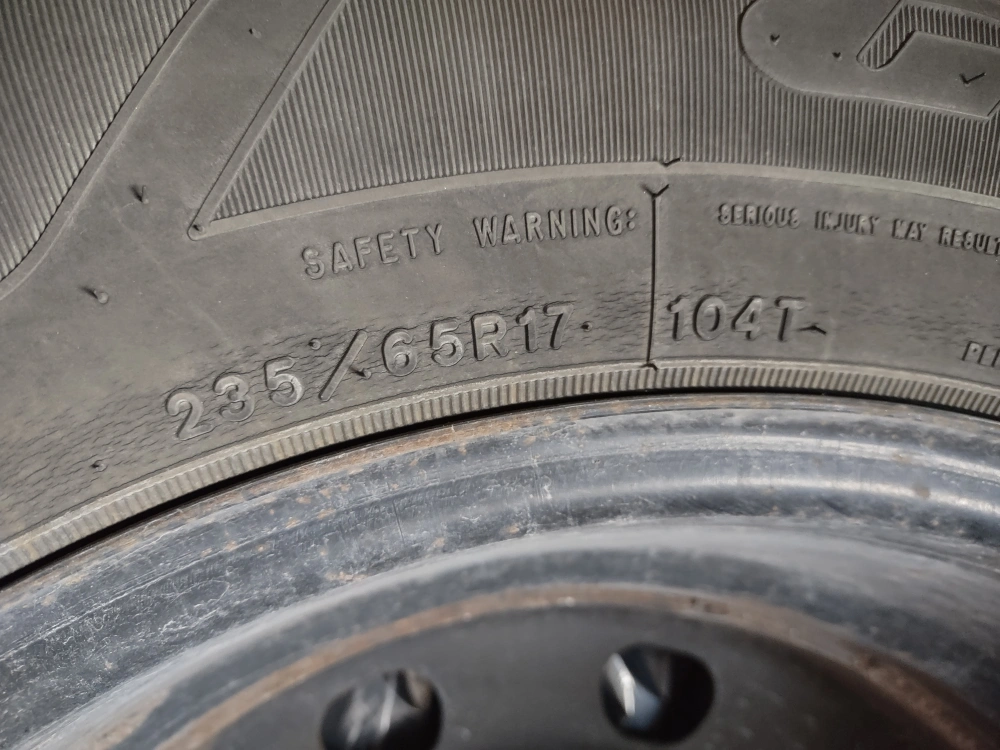 SAFETY WARNING:
SERIOUS INJURY MAY RESULT
235/65R17 104T